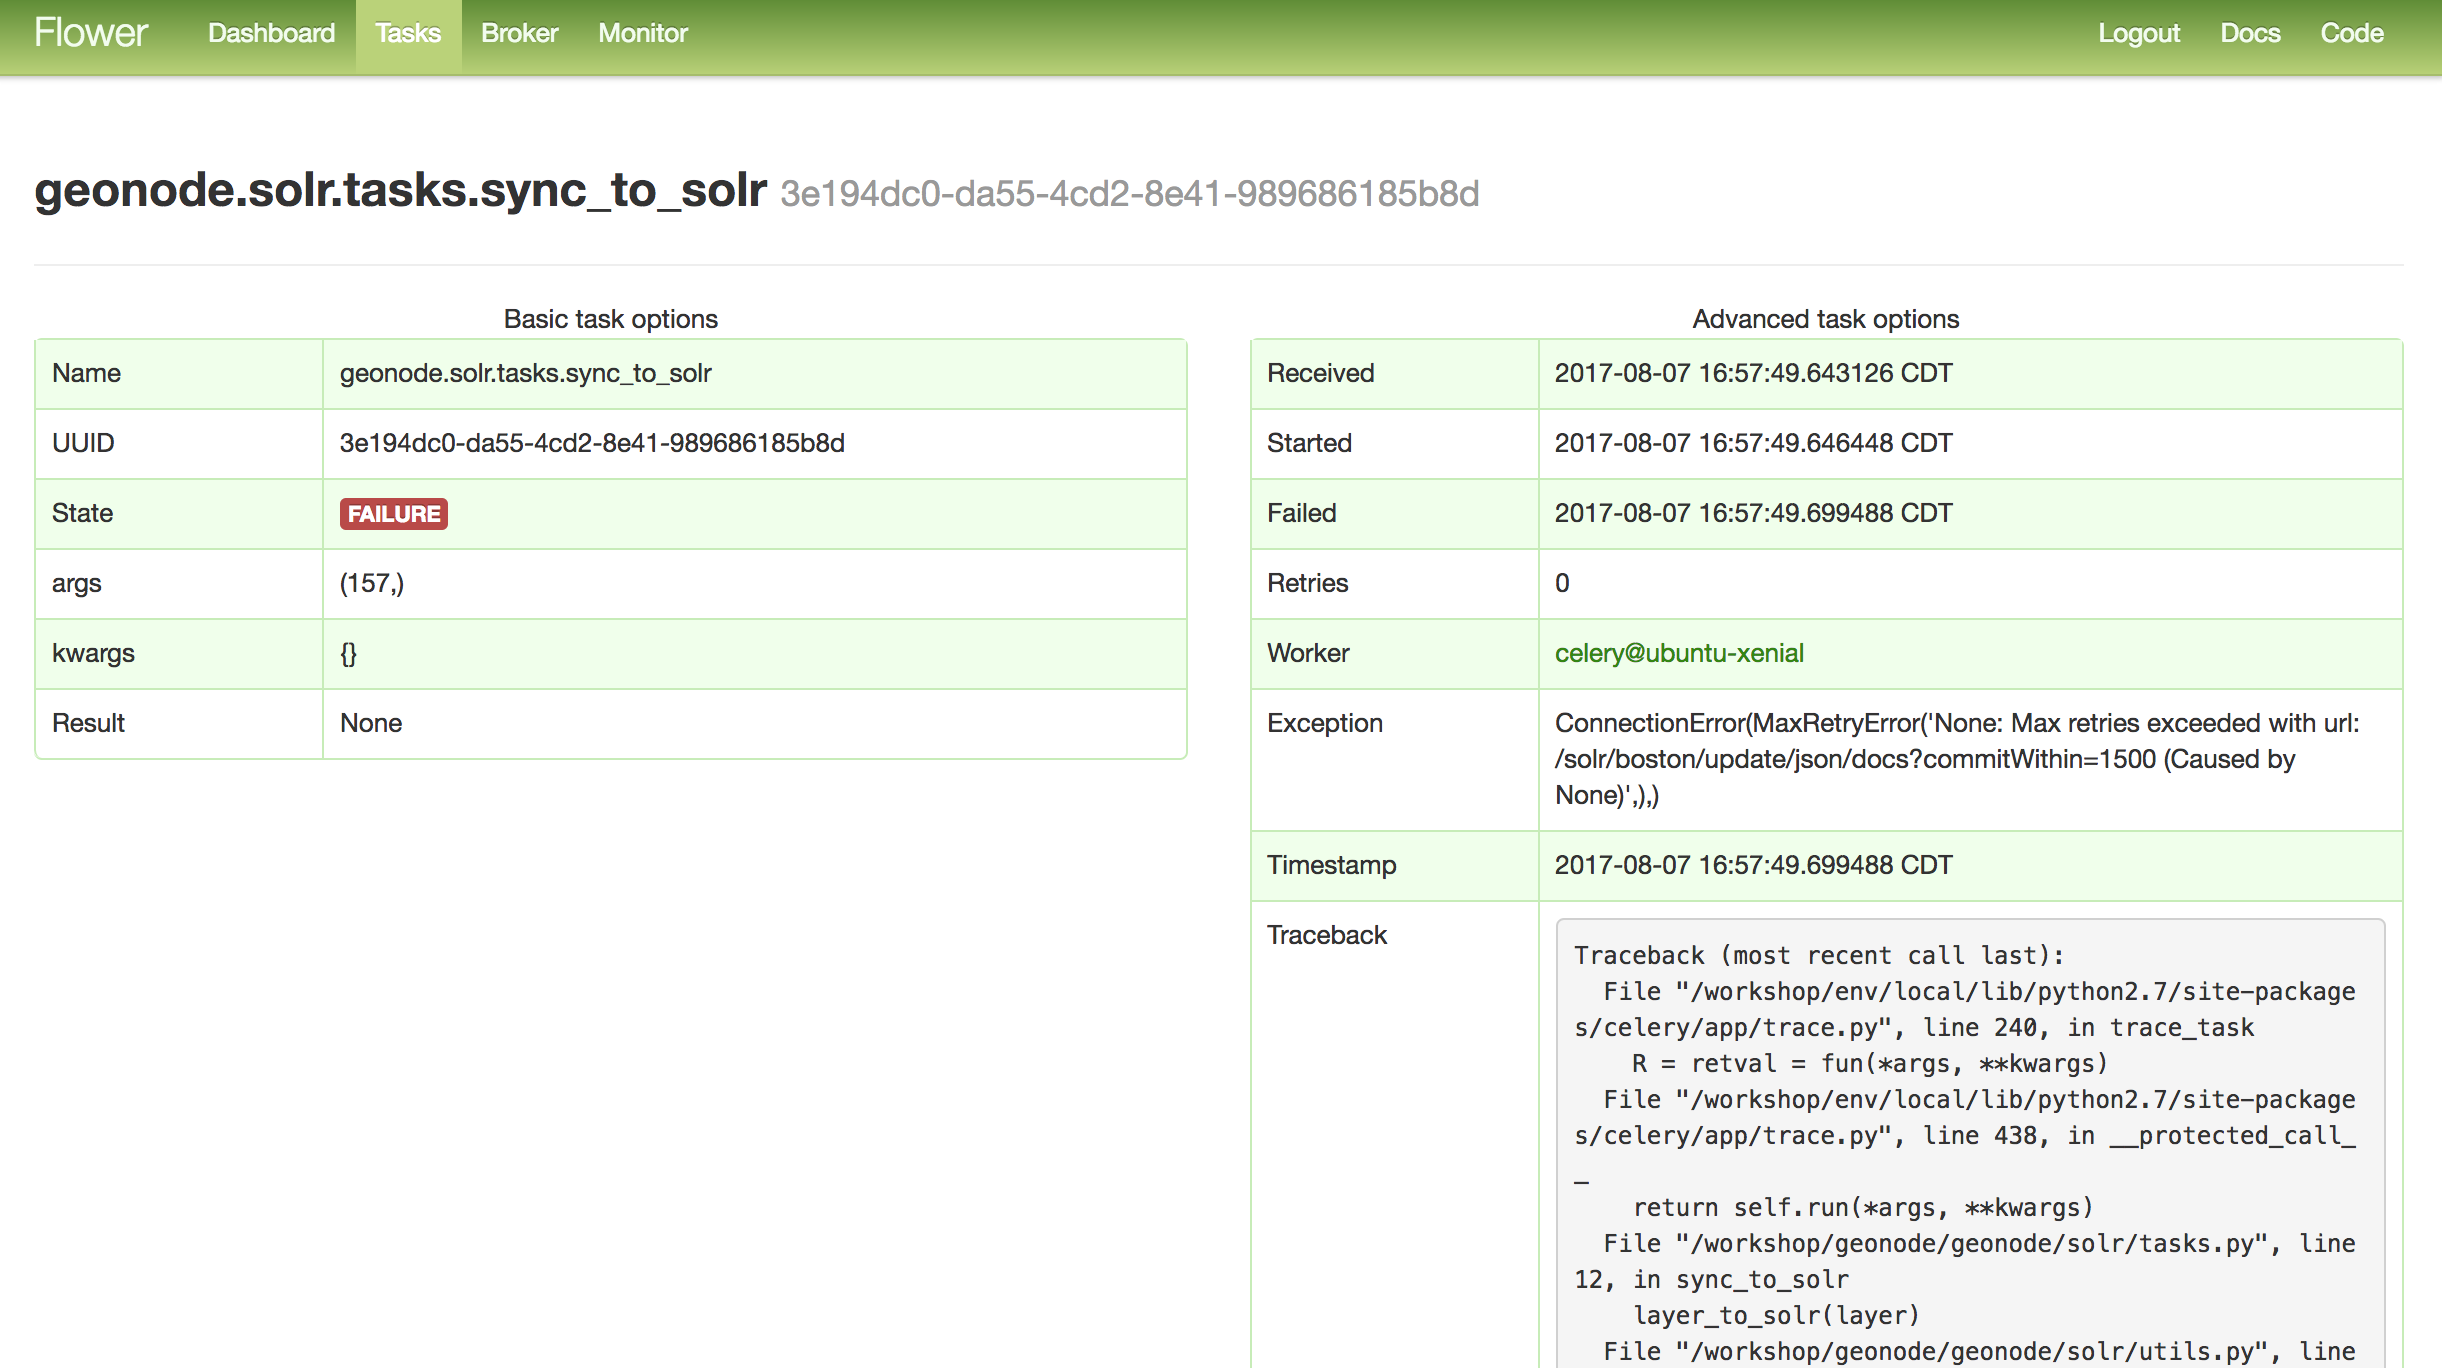 Flower Dashboard Tasks Broker Monitor Logout Docs Code
geonode.solr.tasks.sync_to_solr 3e194dc0-da55-4cd2-8e41-989686185b8d
Basic task options
Name geonode.solr.tasks.sync_to_solr
UUID 3e194dc0-da55-4cd2-8e41-989686185b8d
State FAILURE
args (157,)
kwargs {}
Result None
Advanced task options
Received 2017-08-07 16:57:49.643126 CDT
Started 2017-08-07 16:57:49.646448 CDT
Failed 2017-08-07 16:57:49.699488 CDT
Retries 0
Worker celery@ubuntu-xenial
Exception ConnectionError(MaxRetryError('None: Max retries exceeded with url:
/solr/boston/update/json/docs?commitWithin=1500 (Caused by
None)',),)
Timestamp 2017-08-07 16:57:49.699488 CDT
Traceback
Traceback (most recent call last):
  File "/workshop/env/local/lib/python2.7/site-package
s/celery/app/trace.py", line 240, in trace_task
    R = retval = fun(*args, **kwargs)
  File "/workshop/env/local/lib/python2.7/site-package
s/celery/app/trace.py", line 438, in __protected_call_
_
    return self.run(*args, **kwargs)
  File "/workshop/geonode/geonode/solr/tasks.py", line
12, in sync_to_solr
    layer_to_solr(layer)
  File "/workshop/geonode/geonode/solr/utils.py", line